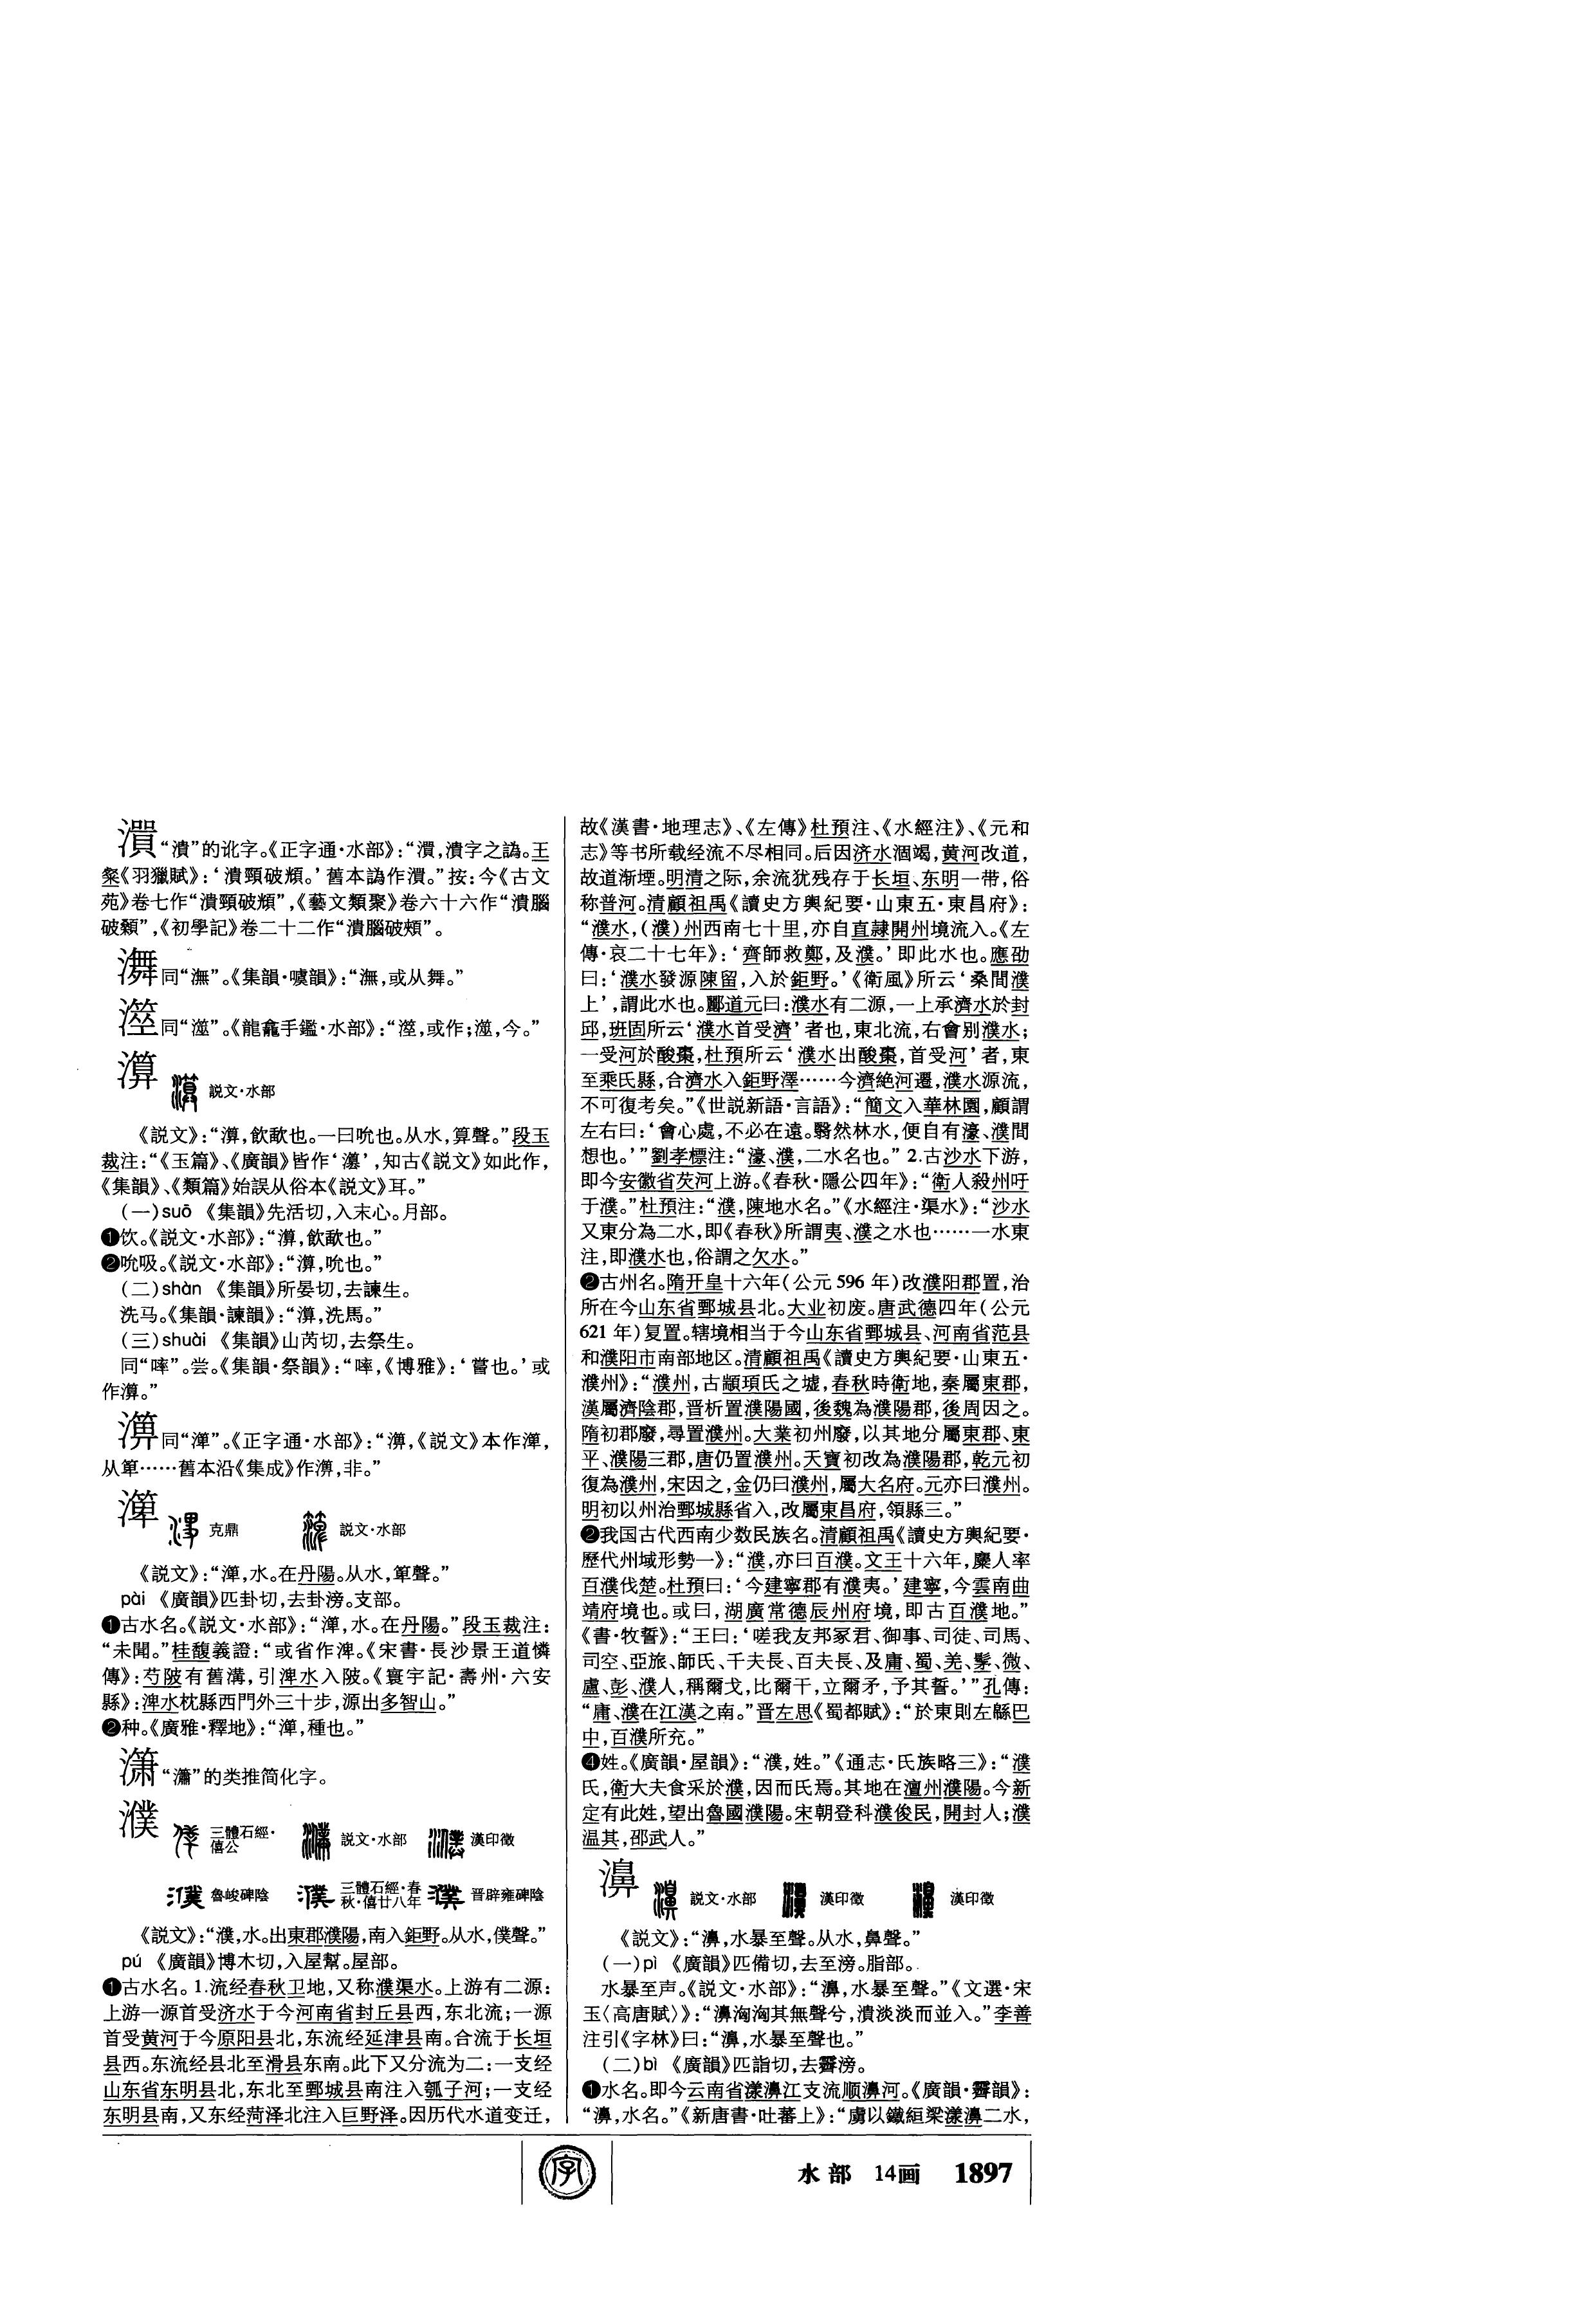 “潰”的讹字。《正字通·水部》：“濆，潰字之譌。王
粲《羽獵賦》：‘潰頸破頦。’舊本譌作濆。”按：今《古文
苑》卷七作“潰頸破頦”，《藝文類聚》卷六十六作“潰腦
破顙”，《初學記》卷二十二作“潰腦破頰”。
同“潕”。《集韻·噳韻》：“潕，或从舞。”
同“澨”。《龍龕手鑑·水部》：“，或作；澨，今。”
説文·水部
《説文》：“，飲歃也。一曰吮也。从水，算聲。”段玉
裁注：“《玉篇》、《廣韻》皆作‘’，知古《説文》如此作，
《集韻》、《類篇》始誤从俗本《説文》耳。”
（一）suō 《集韻》先活切，入末心。月部。
❶饮。《説文·水部》：“，飲歃也。”
❷吮吸。《説文·水部》：“，吮也。”
（二）shàn 《集韻》所晏切，去諫生。
洗马。《集韻·諫韻》：“，洗馬。”
（三）shuài 《集韻》山芮切，去祭生。
同“啐”。尝。《集韻·祭韻》：“啐，《博雅》：‘嘗也。’或
作。”
同“”。《正字通·水部》：“，《説文》本作，
从箄……舊本沿《集成》作，非。”
克鼎 説文·水部
《説文》：“，水。在丹陽。从水，箄聲。”
pài 《廣韻》匹卦切，去卦滂。支部。
❶古水名。《説文·水部》：“，水。在丹陽。”段玉裁注：
“未聞。”桂馥義證：“或省作渒。《宋書·長沙景王道憐
傳》：芍陂有舊溝，引渒水入陂。《寰宇記·壽州·六安
縣》：渒水枕縣西門外三十步，源出多智山。”
❷种。《廣雅·釋地》：“，種也。”
“瀟”的类推简化字。
濮
三體石經·僖公 説文·水部 漢印徵
魯峻碑陰 三體石經·春秋·僖廿八年 晋辟雍碑陰
《説文》：“濮，水。出東郡濮陽，南入鉅野。从水，僕聲。”
pú 《廣韻》博木切，入屋幫。屋部。
❶古水名。1.流经春秋卫地，又称濮渠水。上游有二源：
上游一源首受济水于今河南省封丘县西，东北流；一源
首受黄河于今原阳县北，东流经延津县南。合流于长垣
县西。东流经县北至滑县东南。此下又分流为二：一支经
山东省东明县北，东北至鄄城县南注入瓠子河；一支经
东明县南，又东经菏泽北注入巨野泽。因历代水道变迁，
故《漢書·地理志》、《左傳》杜預注、《水經注》、《元和
志》等书所载经流不尽相同。后因济水涸竭，黄河改道，
故道渐堙。明清之际，余流犹残存于长垣、东明一带，俗
称普河。清顧祖禹《讀史方輿紀要·山東五·東昌府》：
“濮水，（濮）州西南七十里，亦自直隸開州境流入。《左
傳·哀二十七年》：‘齊師救鄭，及濮。’即此水也。應劭
曰：‘濮水發源陳留，入於鉅野。’《衛風》所云‘桑間濮
上’，謂此水也。酈道元曰：濮水有二源，一上承濟水於封
邱，班固所云‘濮水首受濟’者也，東北流，右會别濮水；
一受河於酸棗，杜預所云‘濮水出酸棗，首受河’者，東
至乘氏縣，合濟水入鉅野澤……今濟絶河遷，濮水源流，
不可復考矣。”《世説新語·言語》：“簡文入華林園，顧謂
左右曰：‘會心處，不必在遠。翳然林水，便自有濠、濮間
想也。’”劉孝標注：“濠、濮，二水名也。”2.古沙水下游，
即今安徽省茨河上游。《春秋·隱公四年》：“衛人殺州吁
于濮。”杜預注：“濮，陳地水名。”《水經注·渠水》：“沙水
又東分為二水，即《春秋》所謂夷、濮之水也……一水東
注，即濮水也，俗謂之欠水。”
❷古州名。隋开皇十六年（公元596年）改濮阳郡置，治
所在今山东省鄄城县北。大业初废。唐武德四年（公元
621年）复置。辖境相当于今山东省鄄城县、河南省范县
和濮阳市南部地区。清顧祖禹《讀史方輿紀要·山東五·
濮州》：“濮州，古顓頊氏之墟，春秋時衛地，秦屬東郡，
漢屬濟陰郡，晋析置濮陽國，後魏為濮陽郡，後周因之。
隋初郡廢，尋置濮州。大業初州廢，以其地分屬東郡、東
平、濮陽三郡，唐仍置濮州。天寶初改為濮陽郡，乾元初
復為濮州，宋因之，金仍曰濮州，屬大名府。元亦曰濮州。
明初以州治鄄城縣省入，改屬東昌府，領縣三。”
❷我国古代西南少数民族名。清顧祖禹《讀史方輿紀要·
歷代州域形勢一》：“濮，亦曰百濮。文王十六年，麇人率
百濮伐楚。杜預曰：‘今建寧郡有濮夷。’建寧，今雲南曲
靖府境也。或曰，湖廣常德辰州府境，即古百濮地。”
《書·牧誓》：“王曰：‘嗟我友邦冢君、御事、司徒、司馬、
司空、亞旅、師氏、千夫長、百夫長、及庸、蜀、羌、髳、微、
盧、彭、濮人，稱爾戈，比爾干，立爾矛，予其誓。’”孔傳：
“庸、濮在江漢之南。”晋左思《蜀都賦》：“於東則左緜巴
中，百濮所充。”
❹姓。《廣韻·屋韻》：“濮，姓。”《通志·氏族略三》：“濮
氏，衛大夫食采於濮，因而氏焉。其地在澶州濮陽。今新
定有此姓，望出魯國濮陽。宋朝登科濮俊民，開封人；濮
温其，邵武人。”
濞
説文·水部 漢印徵 漢印徵
《説文》：“濞，水暴至聲。从水，鼻聲。”
（一）pì 《廣韻》匹備切，去至滂。脂部。
水暴至声。《説文·水部》：“濞，水暴至聲。”《文選·宋
玉〈高唐賦〉》：“濞洶洶其無聲兮，潰淡淡而並入。”李善
注引《字林》曰：“濞，水暴至聲也。”
（二）bì 《廣韻》匹詣切，去霽滂。
❶水名。即今云南省漾濞江支流顺濞河。《廣韻·霽韻》：
“濞，水名。”《新唐書·吐蕃上》：“虜以鐵絙梁漾濞二水，
字
水部 14画 1897